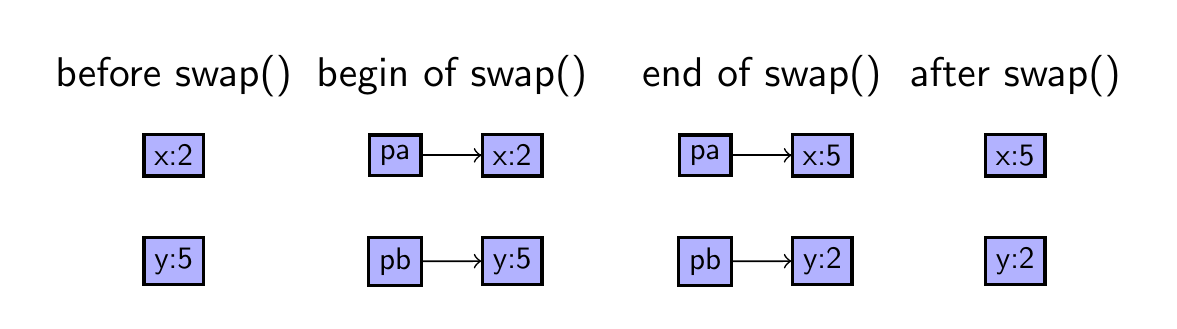 before swap() begin of swap() end of swap() after swap()
x:2 pa x:2 pa x:5 x:5
y:5 pb y:5 pb y:2 y:2